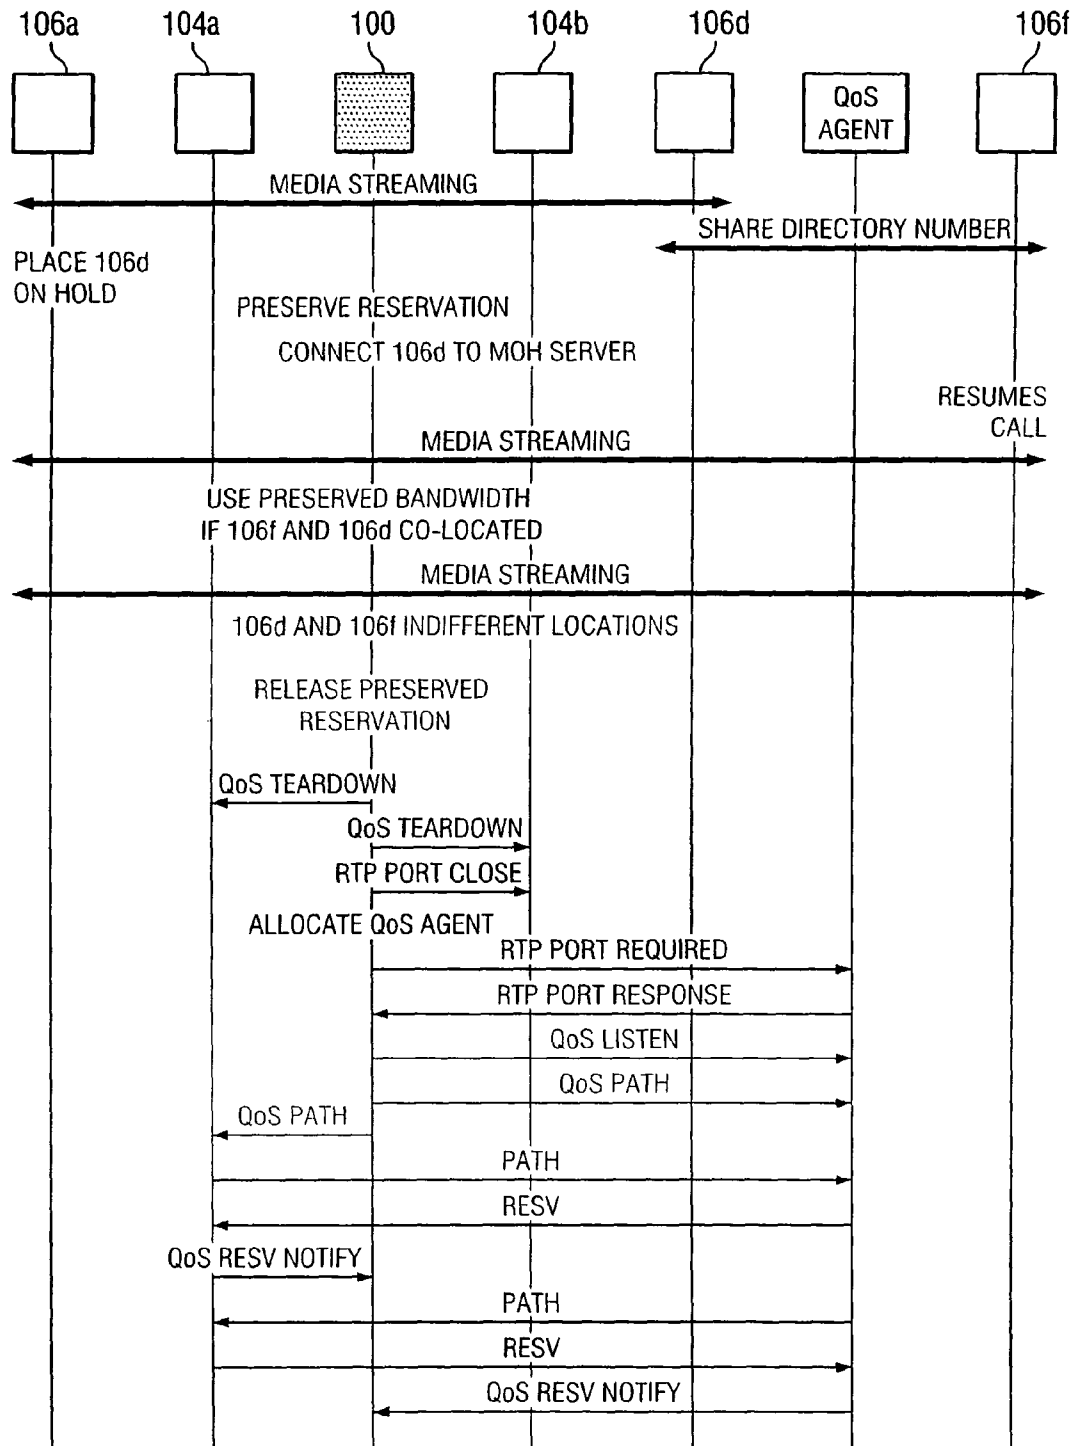 106a 104a 100 104b 106d 106f
QoS
AGENT
MEDIA STREAMING
SHARE DIRECTORY NUMBER
PLACE 106d
ON HOLD
PRESERVE RESERVATION
CONNECT 106d TO MOH SERVER
RESUMES
CALL
MEDIA STREAMING
USE PRESERVED BANDWIDTH
IF 106f AND 106d CO-LOCATED
MEDIA STREAMING
106d AND 106f INDIFFERENT LOCATIONS
RELEASE PRESERVED
RESERVATION
QoS TEARDOWN
QoS TEARDOWN
RTP PORT CLOSE
ALLOCATE QoS AGENT
RTP PORT REQUIRED
RTP PORT RESPONSE
QoS LISTEN
QoS PATH
QoS PATH
PATH
RESV
QoS RESV NOTIFY
PATH
RESV
QoS RESV NOTIFY